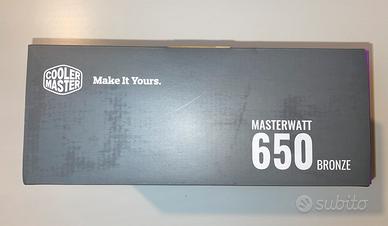 COOLER
MASTER
Make It Yours.
MASTERWATT
650 BRONZE
subito